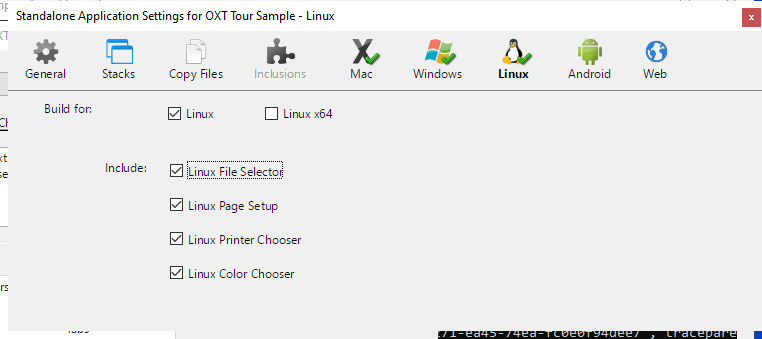 Standalone Application Settings for OXT Tour Sample - Linux
General Stacks Copy Files Inclusions Mac Windows Linux Android Web
Build for: Linux Linux x64
Include: Linux File Selector
Linux Page Setup
Linux Printer Chooser
Linux Color Chooser